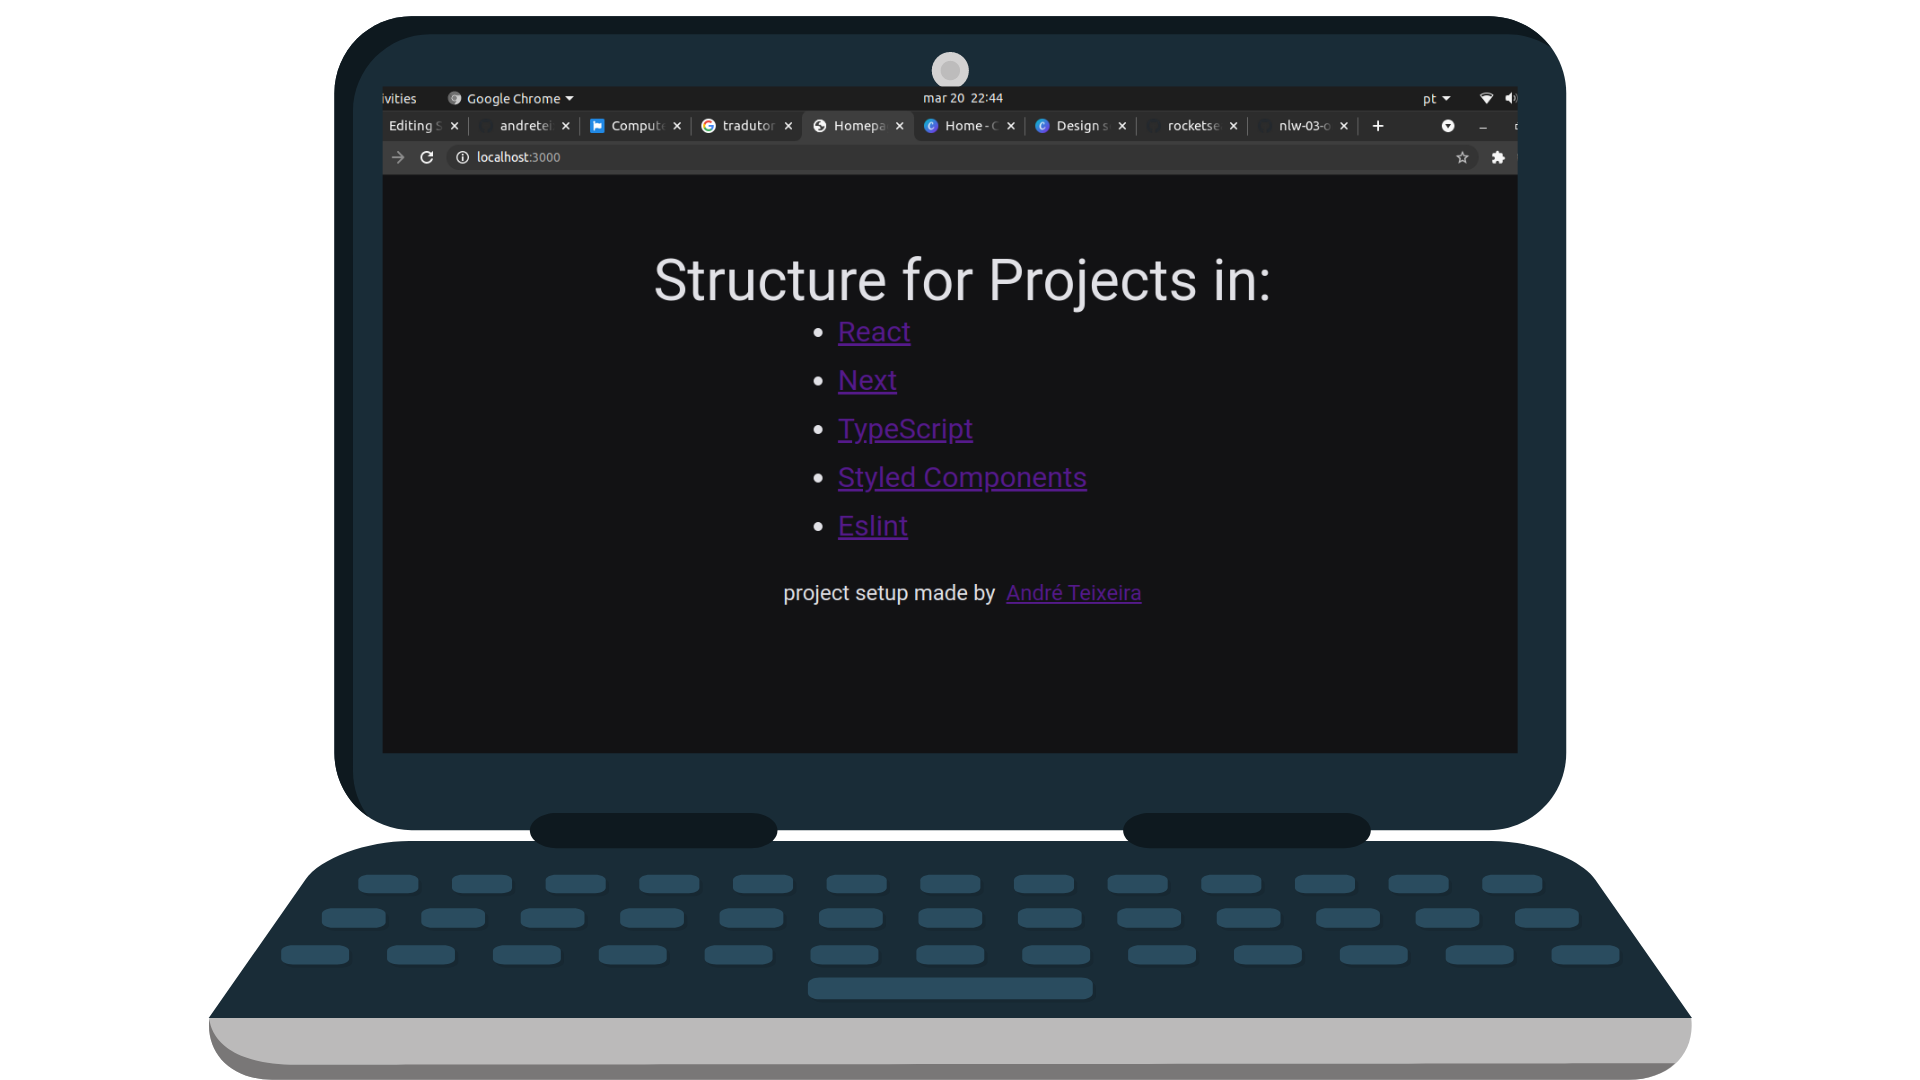 ivities Google Chrome mar 20 22:44 pt
Editing andretei Compute tradutor Homepa Home - C Design s rocketse nlw-03-o
localhost:3000
Structure for Projects in:
React
Next
TypeScript
Styled Components
Eslint
project setup made by André Teixeira